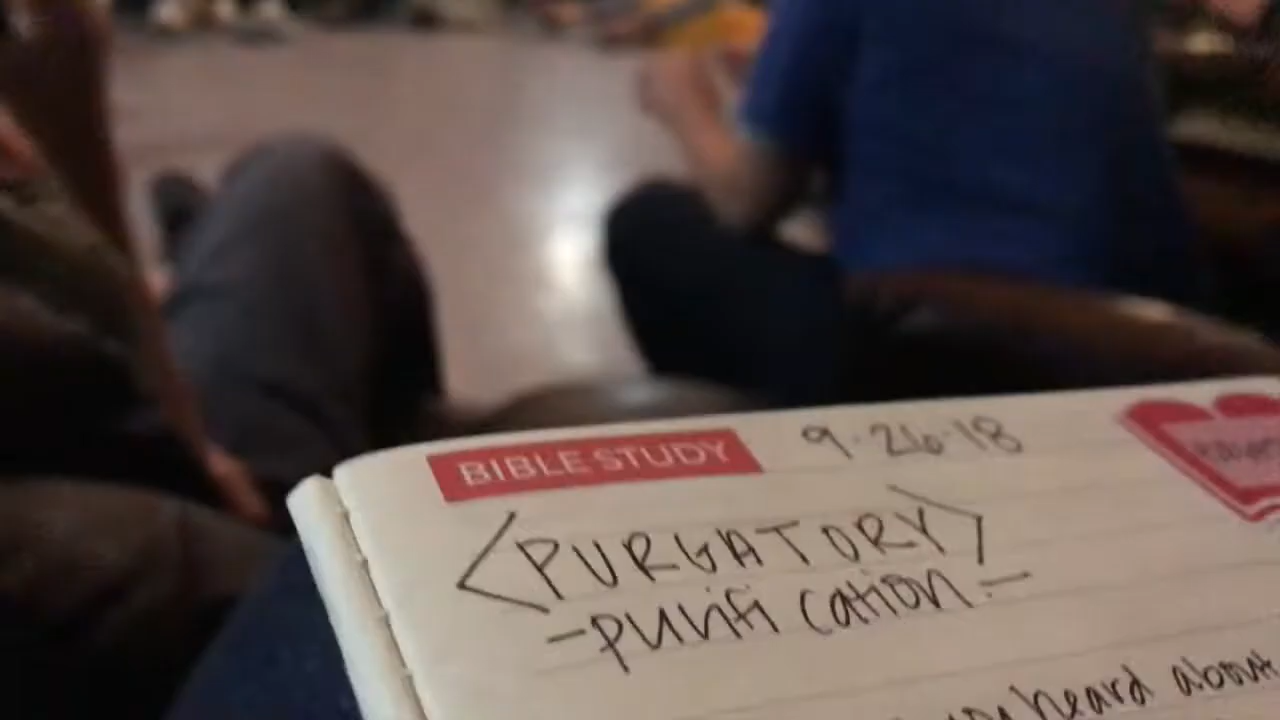 BIBLE STUDY 9.26.18
<PURGATORY>
-purification-
heard about